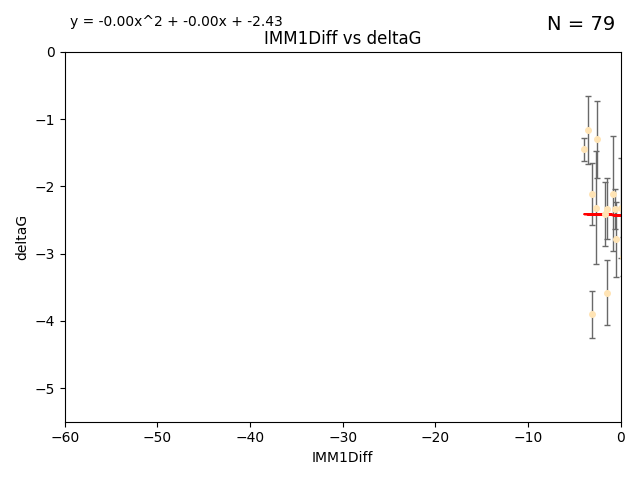 y = -0.00x^2 + -0.00x + -2.43
N = 79
IMM1Diff vs deltaG
0
−1
−2
−3
−4
−5
deltaG
−60 −50 −40 −30 −20 −10 0
IMM1Diff